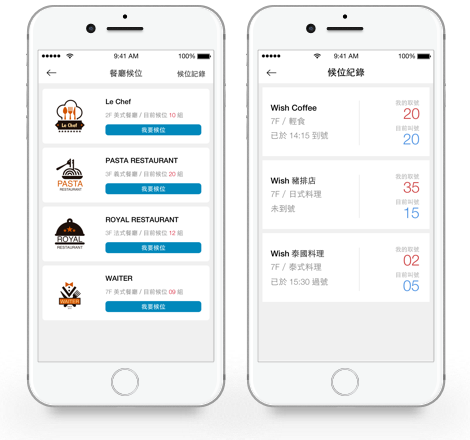 9:41 AM
100%
餐廳候位
候位紀錄
Le Chef
Le Chef
2F 美式餐廳 / 目前候位 10 組
我要候位
PASTA
RESTAURANT
PASTA RESTAURANT
3F 義式餐廳 / 目前候位 20 組
我要候位
ROYAL
RESTAURANT
ROYAL RESTAURANT
3F 法式餐廳 / 目前候位 12 組
我要候位
WAITER
WAITER
7F 美式餐廳 / 目前候位 09 組
我要候位
9:41 AM
100%
候位紀錄
Wish Coffee
7F / 輕食
已於 14:15 到號
我的取號
20
目前叫號
20
Wish 豬排店
7F / 日式料理
未到號
我的取號
35
目前叫號
15
Wish 泰國料理
7F / 泰式料理
已於 15:30 過號
我的取號
02
目前叫號
05